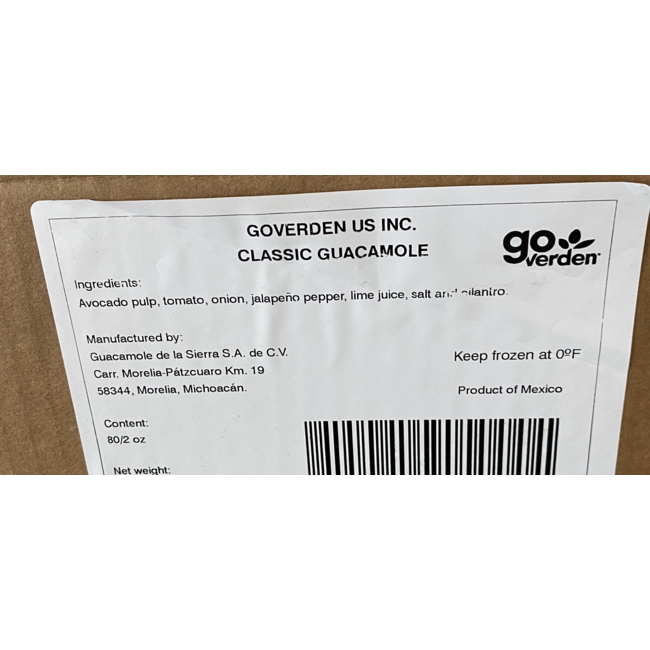 GOVERDEN US INC.
CLASSIC GUACAMOLE
go
verden
Ingredients:
Avocado pulp, tomato, onion, jalapeño pepper, lime juice, salt and cilantro.
Manufactured by:
Guacamole de la Sierra S.A. de C.V.
Carr. Morelia-Pátzcuaro Km. 19
58344, Morelia, Michoacán.
Keep frozen at 0ºF
Product of Mexico
Content:
80/2 oz
Net weight: